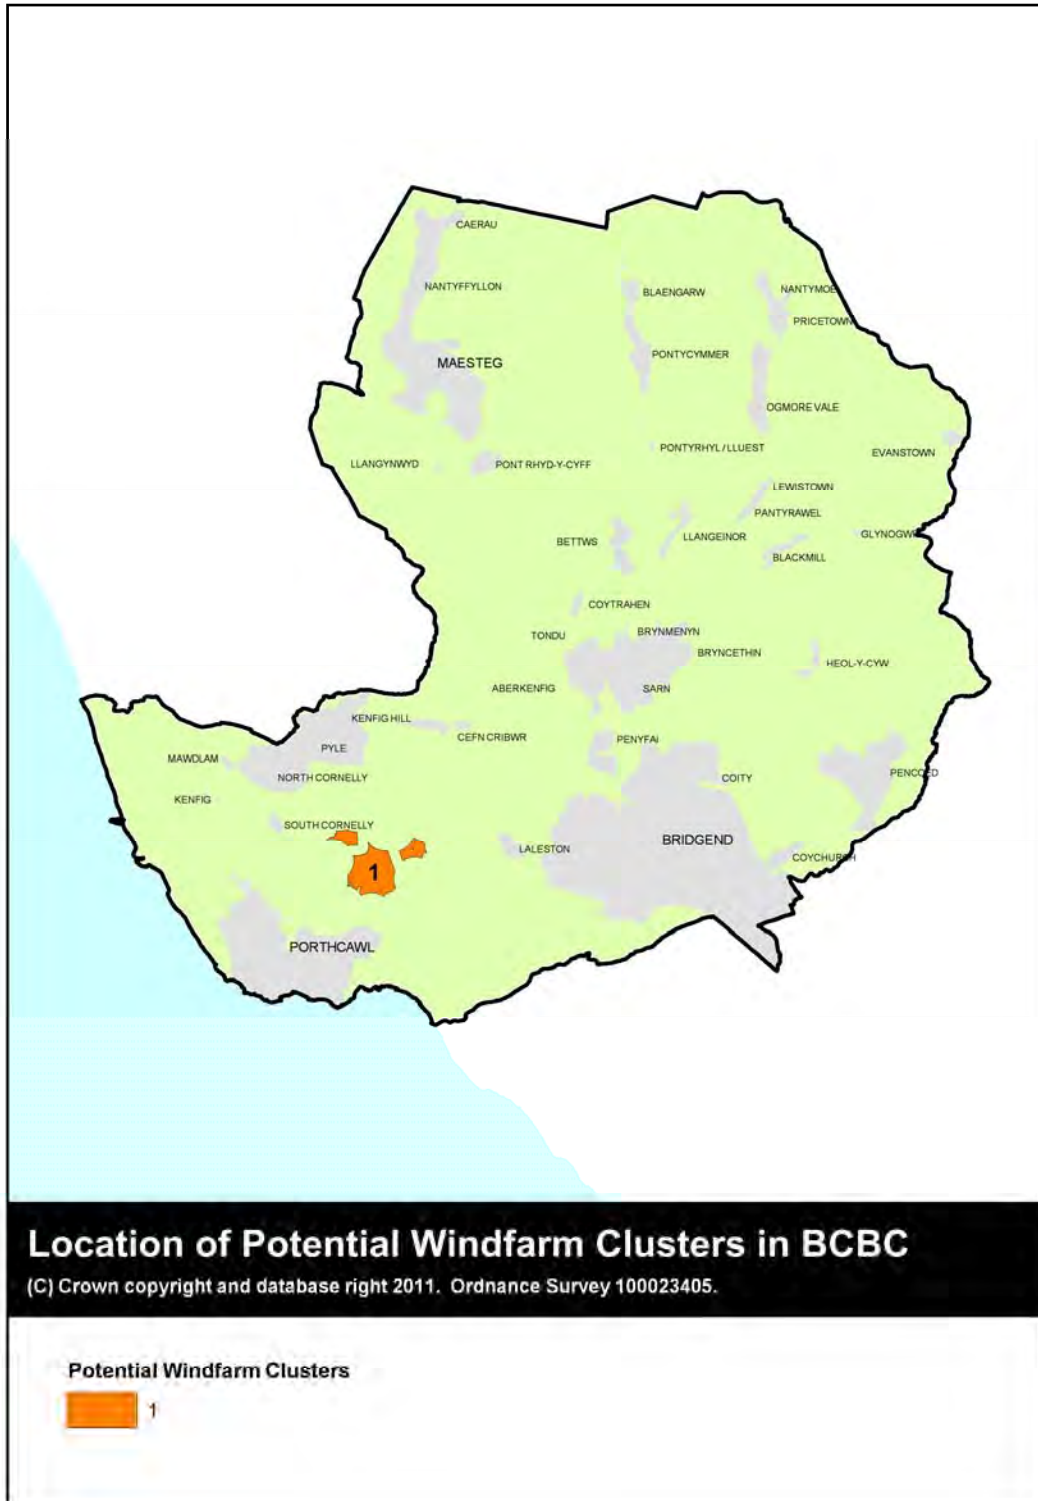 CAERAU
NANTYFFYLLON
BLAENGARW
NANTYMOE
PRICETOWN
MAESTEG
PONTYCYMMER
OGMORE VALE
PONTYRHYL / LLUEST
EVANSTOWN
LLANGYNWYD
PONT RHYD-Y-CYFF
LEWISTOWN
PANTYRAWEL
BETTWS
LLANGEINOR
GLYNOGW
BLACKMILL
COYTRAHEN
TONDU
BRYNMENYN
BRYNCETHIN
HEOL-Y-CYW
ABERKENFIG
SARN
KENFIG HILL
CEFN CRIBWR
PENYFAI
PYLE
MAWDLAM
NORTH CORNELLY
COITY
PENCOED
KENFIG
SOUTH CORNELLY
LALESTON
BRIDGEND
COYCHURCH
1
PORTHCAWL
Location of Potential Windfarm Clusters in BCBC
(C) Crown copyright and database right 2011. Ordnance Survey 100023405.
Potential Windfarm Clusters
1